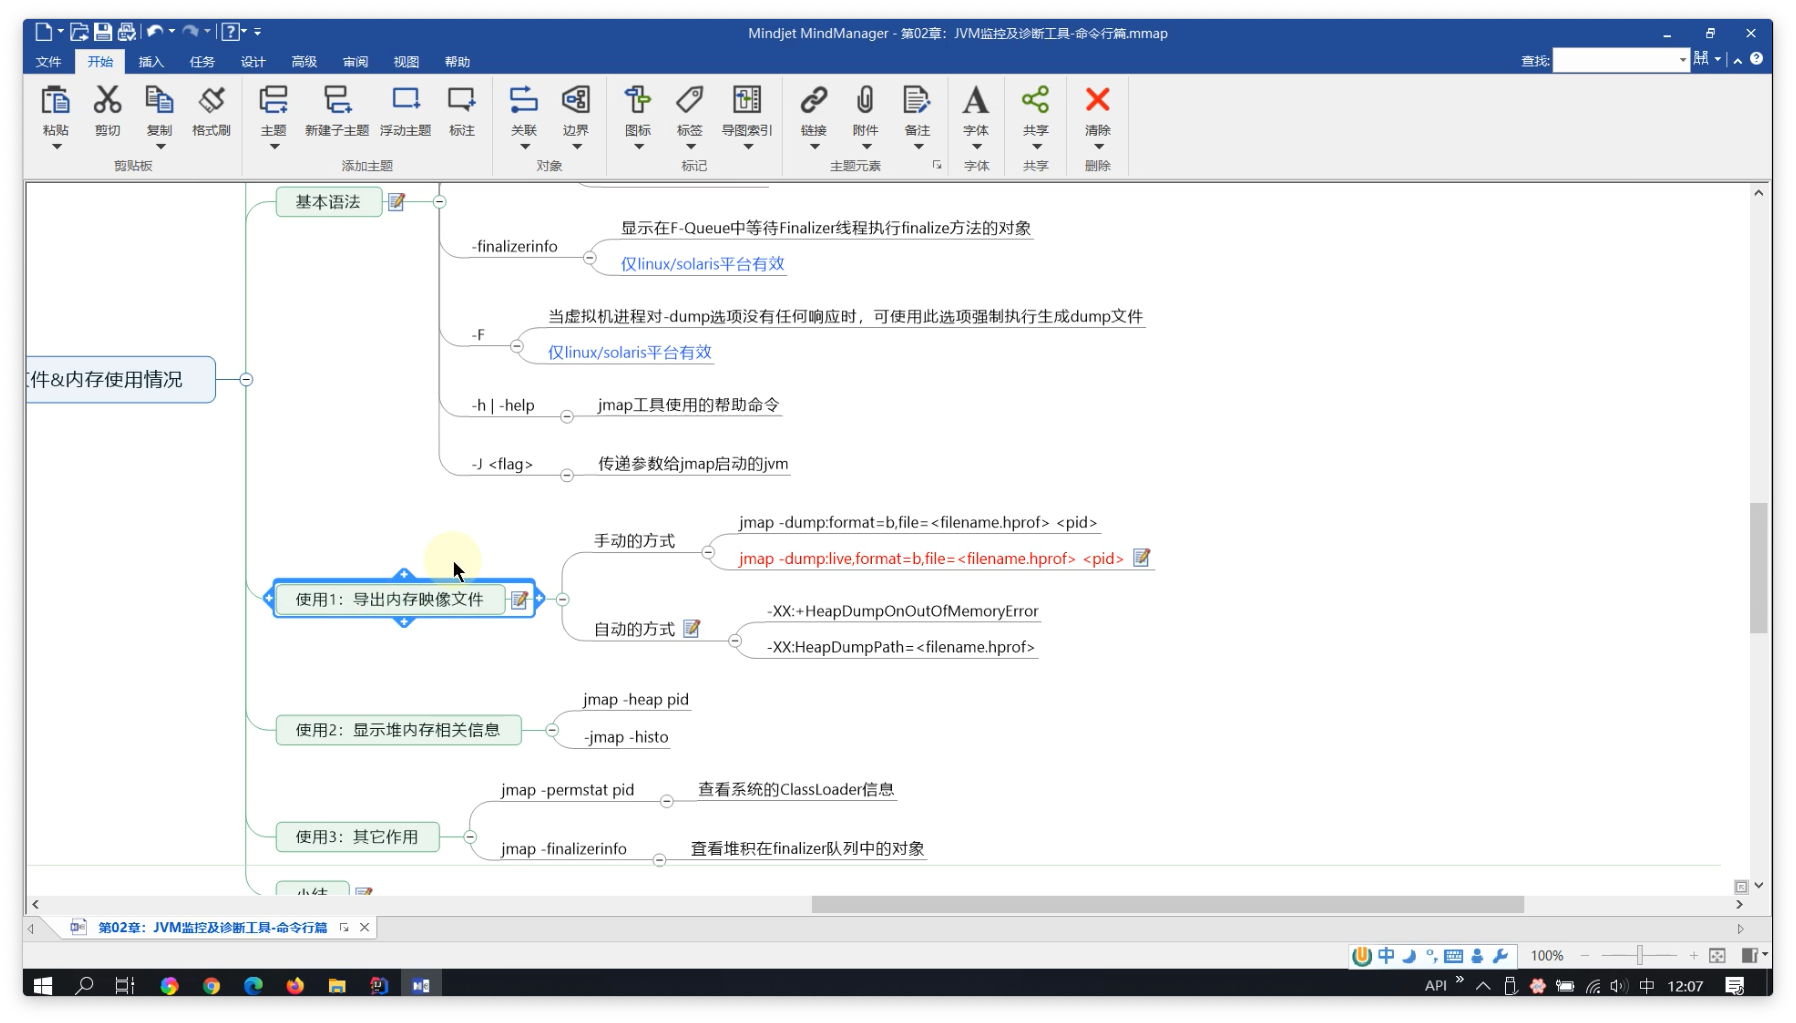 Mindjet MindManager - 第02章：JVM监控及诊断工具-命令行篇.mmap
文件 开始 插入 任务 设计 高级 审阅 视图 帮助
查找:
粘贴 剪切 复制 格式刷 主题 新建子主题 浮动主题 标注 关联 边界 图标 标签 导图索引 链接 附件 备注 字体 共享 清除
剪贴板 添加主题 对象 标记 主题元素 字体 共享 删除
基本语法
-finalizerinfo
显示在F-Queue中等待Finalizer线程执行finalize方法的对象
仅linux/solaris平台有效
-F
当虚拟机进程对-dump选项没有任何响应时，可使用此选项强制执行生成dump文件
仅linux/solaris平台有效
件&内存使用情况
-h | -help
jmap工具使用的帮助命令
-J <flag>
传递参数给jmap启动的jvm
使用1：导出内存映像文件
手动的方式
jmap -dump:format=b,file=<filename.hprof> <pid>
jmap -dump:live,format=b,file=<filename.hprof> <pid>
自动的方式
-XX:+HeapDumpOnOutOfMemoryError
-XX:HeapDumpPath=<filename.hprof>
使用2：显示堆内存相关信息
jmap -heap pid
-jmap -histo
使用3：其它作用
jmap -permstat pid
查看系统的ClassLoader信息
jmap -finalizerinfo
查看堆积在finalizer队列中的对象
小结
第02章：JVM监控及诊断工具-命令行篇
中
100%
API
中
12:07